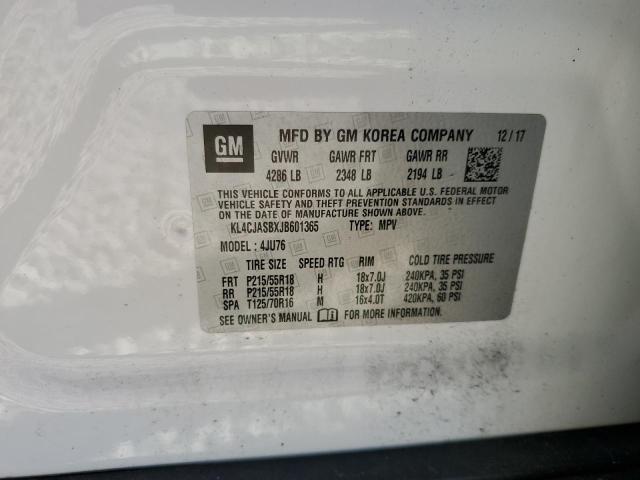 GM MFD BY GM KOREA COMPANY 12/17
GVWR GAWR FRT GAWR RR
4286 LB 2348 LB 2194 LB
THIS VEHICLE CONFORMS TO ALL APPLICABLE U.S. FEDERAL MOTOR
VEHICLE SAFETY AND THEFT PREVENTION STANDARDS IN EFFECT
ON THE DATE OF MANUFACTURE SHOWN ABOVE.
KL4CJASBXJB601365 TYPE: MPV
MODEL: 4JU76
TIRE SIZE SPEED RTG RIM COLD TIRE PRESSURE
FRT P215/55R18 H 18x7.0J 240KPA, 35 PSI
RR P215/55R18 H 18x7.0J 240KPA, 35 PSI
SPA T125/70R16 M 16x4.0T 420KPA, 60 PSI
SEE OWNER'S MANUAL FOR MORE INFORMATION.